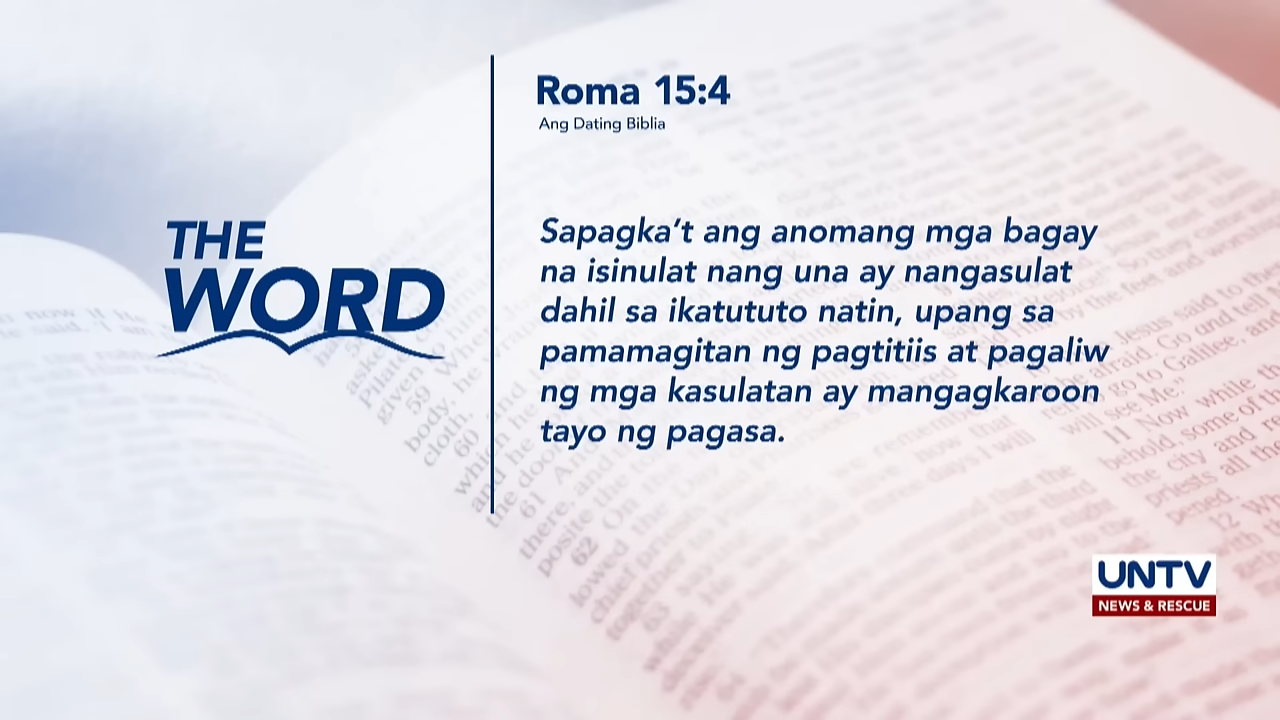 THE
WORD
Roma 15:4
Ang Dating Biblia
Sapagka’t ang anomang mga bagay
na isinulat nang una ay nangasulat
dahil sa ikatututo natin, upang sa
pamamagitan ng pagtitiis at pagaliw
ng mga kasulatan ay mangagkaroon
tayo ng pagasa.
UNTV
NEWS & RESCUE